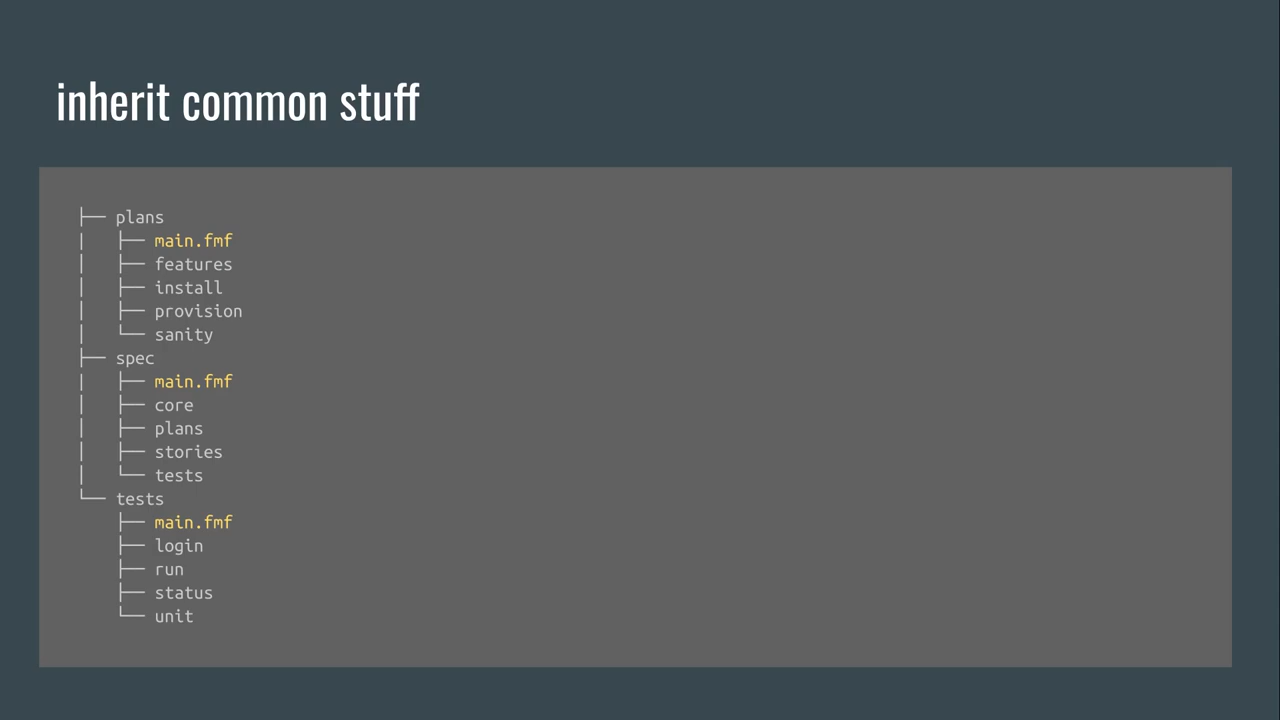 inherit common stuff
├── plans
│   ├── main.fmf
│   ├── features
│   ├── install
│   ├── provision
│   └── sanity
├── spec
│   ├── main.fmf
│   ├── core
│   ├── plans
│   ├── stories
│   └── tests
└── tests
    ├── main.fmf
    ├── login
    ├── run
    ├── status
    └── unit